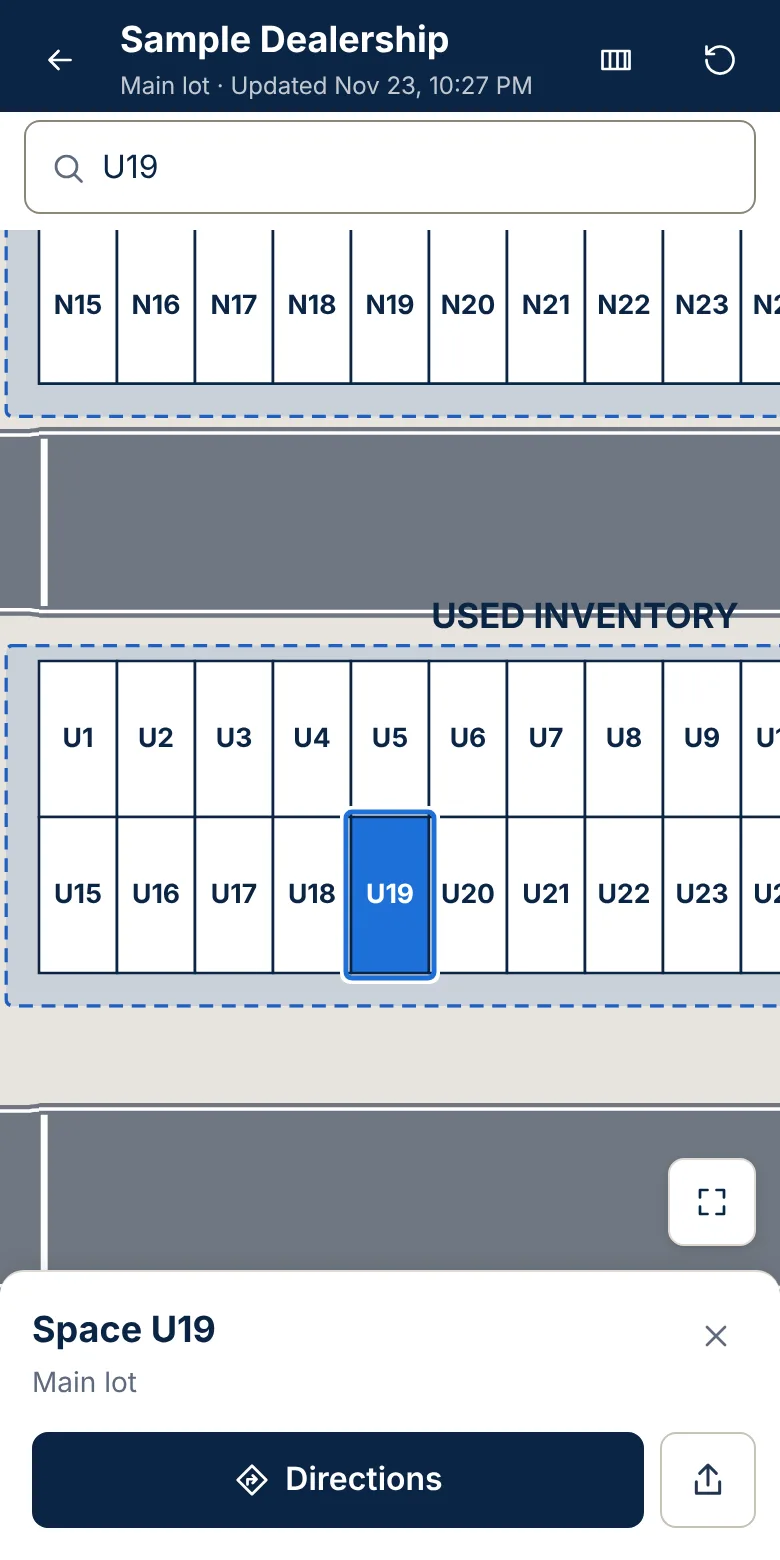 Sample Dealership
Main lot · Updated Nov 23, 10:27 PM
U19
N15 N16 N17 N18 N19 N20 N21 N22 N23
USED INVENTORY
U1 U2 U3 U4 U5 U6 U7 U8 U9
U15 U16 U17 U18 U19 U20 U21 U22 U23
Space U19
Main lot
Directions